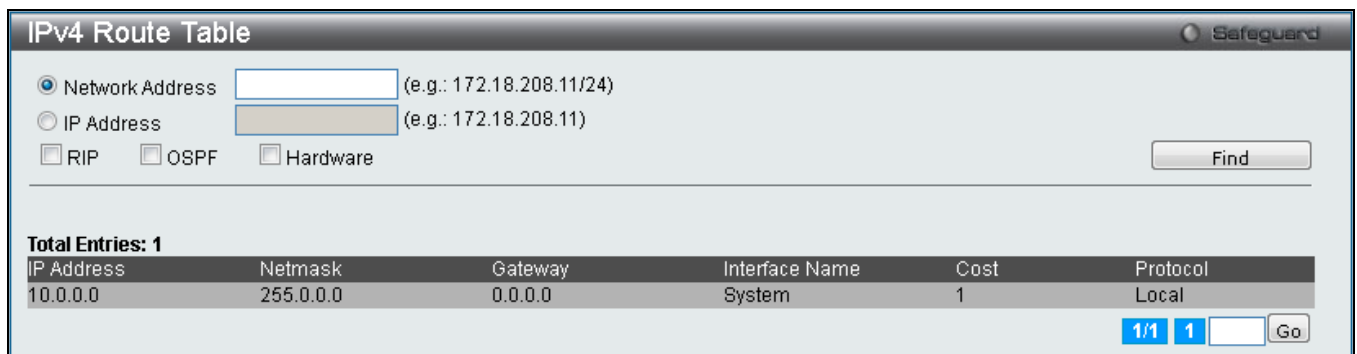 IPv4 Route Table
Safeguard
Network Address (e.g.: 172.18.208.11/24)
IP Address (e.g.: 172.18.208.11)
RIP OSPF Hardware Find
Total Entries: 1
IP Address Netmask Gateway Interface Name Cost Protocol
10.0.0.0 255.0.0.0 0.0.0.0 System 1 Local
1/1 1 Go